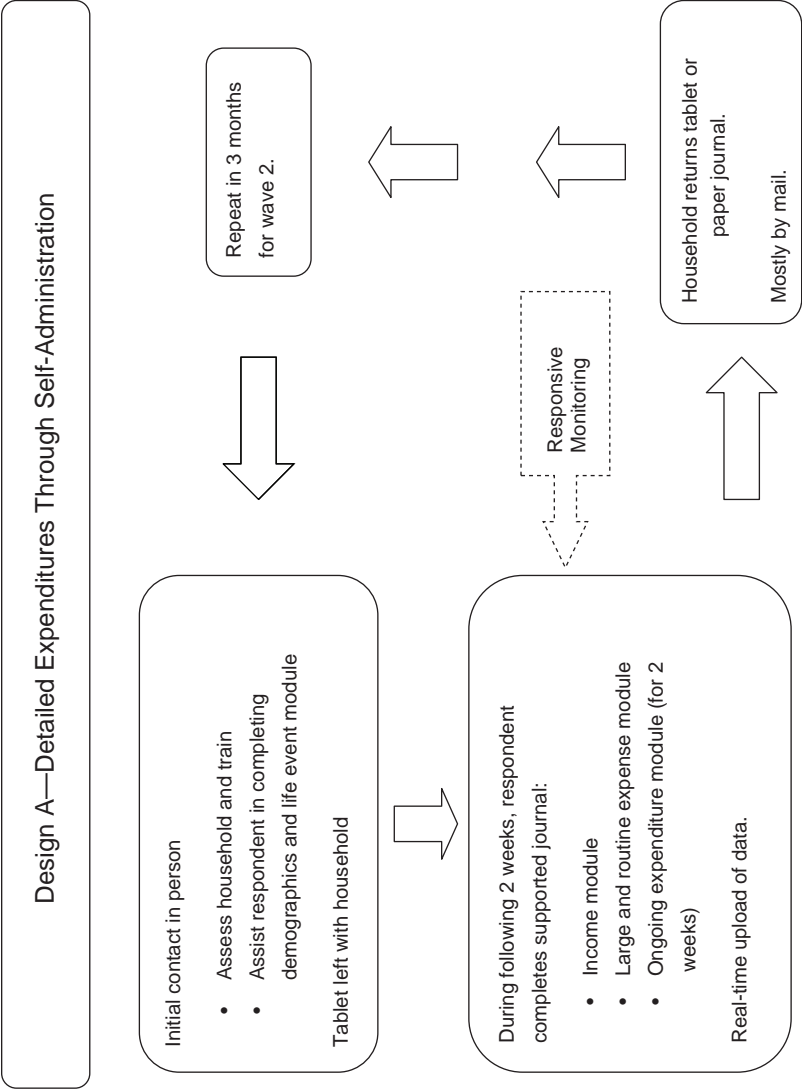 Design A—Detailed Expenditures Through Self-Administration
Initial contact in person
• Assess household and train
• Assist respondent in completing
demographics and life event module
Tablet left with household
During following 2 weeks, respondent
completes supported journal:
• Income module
• Large and routine expense module
• Ongoing expenditure module (for 2
weeks)
Real-time upload of data.
Responsive
Monitoring
Household returns tablet or
paper journal.
Mostly by mail.
Repeat in 3 months
for wave 2.